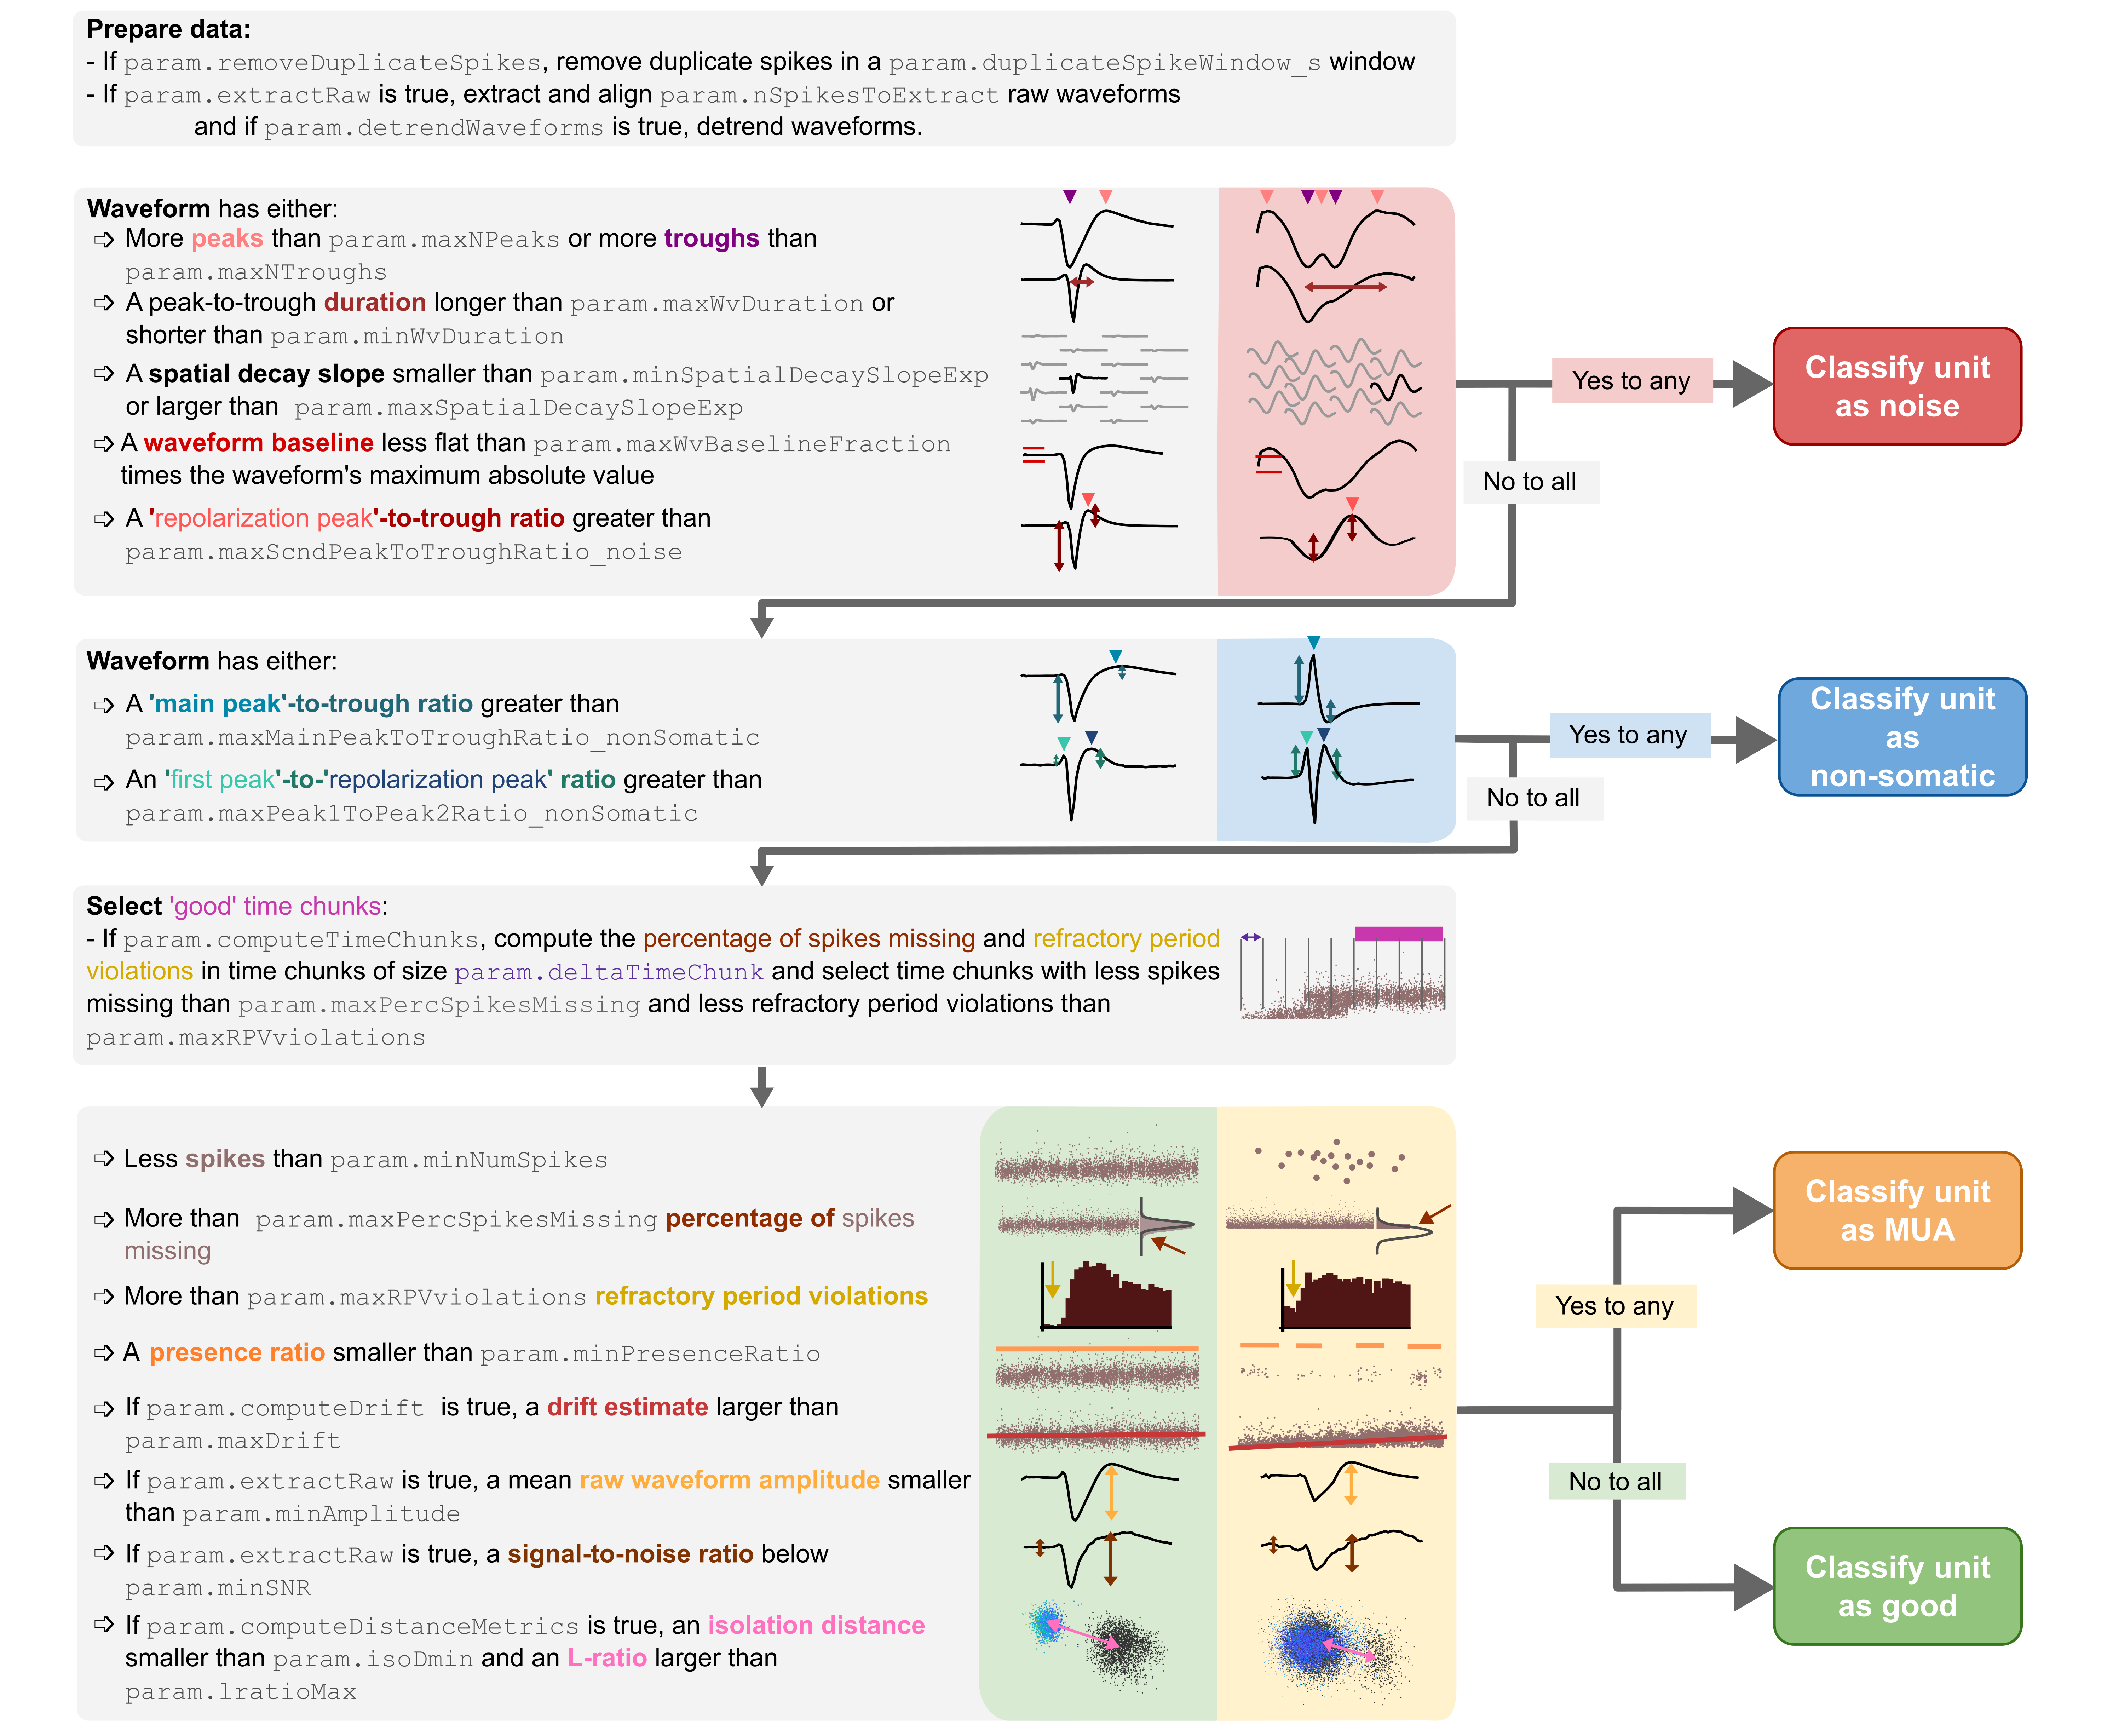 Prepare data:
- If param.removeDuplicateSpikes, remove duplicate spikes in a param.duplicateSpikeWindow_s window
- If param.extractRaw is true, extract and align param.nSpikesToExtract raw waveforms
and if param.detrendWaveforms is true, detrend waveforms.
Waveform has either:
⇨ More peaks than param.maxNPeaks or more troughs than
param.maxNTroughs
⇨ A peak-to-trough duration longer than param.maxWvDuration or
shorter than param.minWvDuration
⇨ A spatial decay slope smaller than param.minSpatialDecaySlopeExp
or larger than param.maxSpatialDecaySlopeExp
⇨ A waveform baseline less flat than param.maxWvBaselineFraction
times the waveform's maximum absolute value
⇨ A 'repolarization peak'-to-trough ratio greater than
param.maxScndPeakToTroughRatio_noise
Yes to any
Classify unit
as noise
No to all
Waveform has either:
⇨ A 'main peak'-to-trough ratio greater than
param.maxMainPeakToTroughRatio_nonSomatic
⇨ An 'first peak'-to-'repolarization peak' ratio greater than
param.maxPeak1ToPeak2Ratio_nonSomatic
Yes to any
Classify unit
as
non-somatic
No to all
Select 'good' time chunks:
- If param.computeTimeChunks, compute the percentage of spikes missing and refractory period
violations in time chunks of size param.deltaTimeChunk and select time chunks with less spikes
missing than param.maxPercSpikesMissing and less refractory period violations than
param.maxRPVviolations
⇨ Less spikes than param.minNumSpikes
⇨ More than param.maxPercSpikesMissing percentage of spikes
missing
⇨ More than param.maxRPVviolations refractory period violations
⇨ A presence ratio smaller than param.minPresenceRatio
⇨ If param.computeDrift is true, a drift estimate larger than
param.maxDrift
⇨ If param.extractRaw is true, a mean raw waveform amplitude smaller
than param.minAmplitude
⇨ If param.extractRaw is true, a signal-to-noise ratio below
param.minSNR
⇨ If param.computeDistanceMetrics is true, an isolation distance
smaller than param.isoDmin and an L-ratio larger than
param.lratioMax
Classify unit
as MUA
Yes to any
No to all
Classify unit
as good